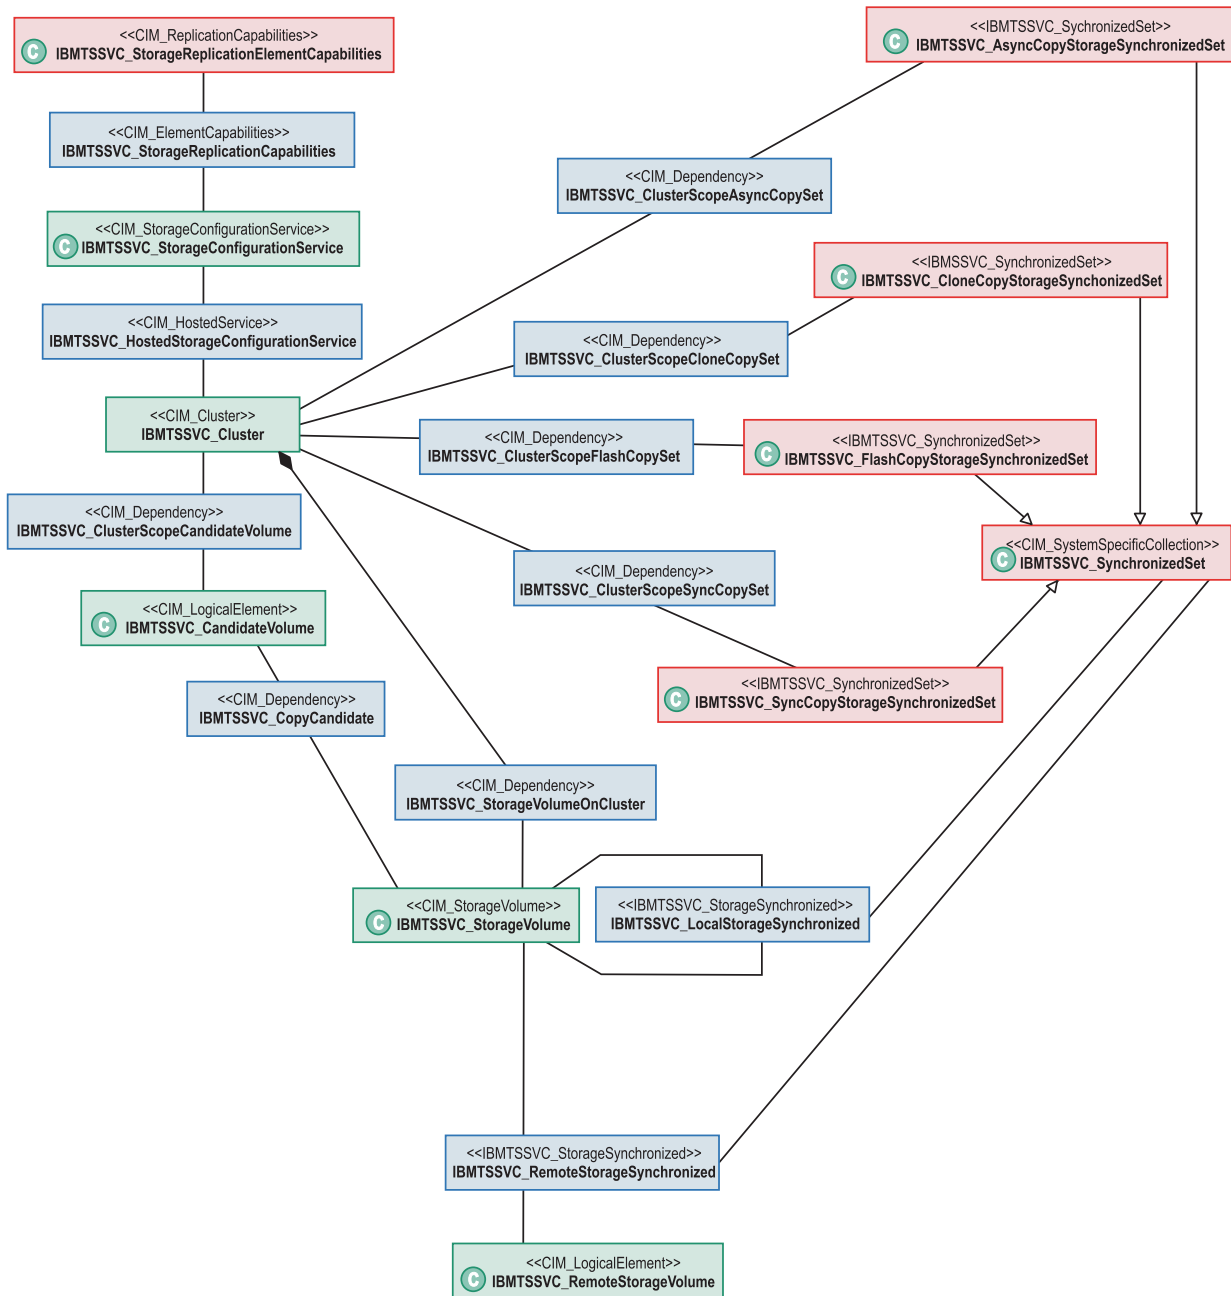 <<CIM_ReplicationCapabilities>>
C
IBMTSSVC_StorageReplicationElementCapabilities
<<IBMTSSVC_SychronizedSet>>
C
IBMTSSVC_AsyncCopyStorageSynchronizedSet
<<CIM_ElementCapabilities>>
IBMTSSVC_StorageReplicationCapabilities
<<CIM_Dependency>>
IBMTSSVC_ClusterScopeAsyncCopySet
<<CIM_StorageConfigurationService>>
C
IBMTSSVC_StorageConfigurationService
<<IBMSSVC_SynchronizedSet>>
C
IBMTSSVC_CloneCopyStorageSynchonizedSet
<<CIM_HostedService>>
IBMTSSVC_HostedStorageConfigurationService
<<CIM_Dependency>>
IBMTSSVC_ClusterScopeCloneCopySet
<<CIM_Cluster>>
IBMTSSVC_Cluster
<<CIM_Dependency>>
IBMTSSVC_ClusterScopeFlashCopySet
<<IBMTSSVC_SynchronizedSet>>
C
IBMTSSVC_FlashCopyStorageSynchronizedSet
<<CIM_Dependency>>
IBMTSSVC_ClusterScopeCandidateVolume
<<CIM_SystemSpecificCollection>>
C
IBMTSSVC_SynchronizedSet
<<CIM_Dependency>>
IBMTSSVC_ClusterScopeSyncCopySet
<<CIM_LogicalElement>>
C
IBMTSSVC_CandidateVolume
<<IBMTSSVC_SynchronizedSet>>
C
IBMTSSVC_SyncCopyStorageSynchronizedSet
<<CIM_Dependency>>
IBMTSSVC_CopyCandidate
<<CIM_Dependency>>
IBMTSSVC_StorageVolumeOnCluster
<<CIM_StorageVolume>>
C
IBMTSSVC_StorageVolume
<<IBMTSSVC_StorageSynchronized>>
IBMTSSVC_LocalStorageSynchronized
<<IBMTSSVC_StorageSynchronized>>
IBMTSSVC_RemoteStorageSynchronized
<<CIM_LogicalElement>>
C
IBMTSSVC_RemoteStorageVolume